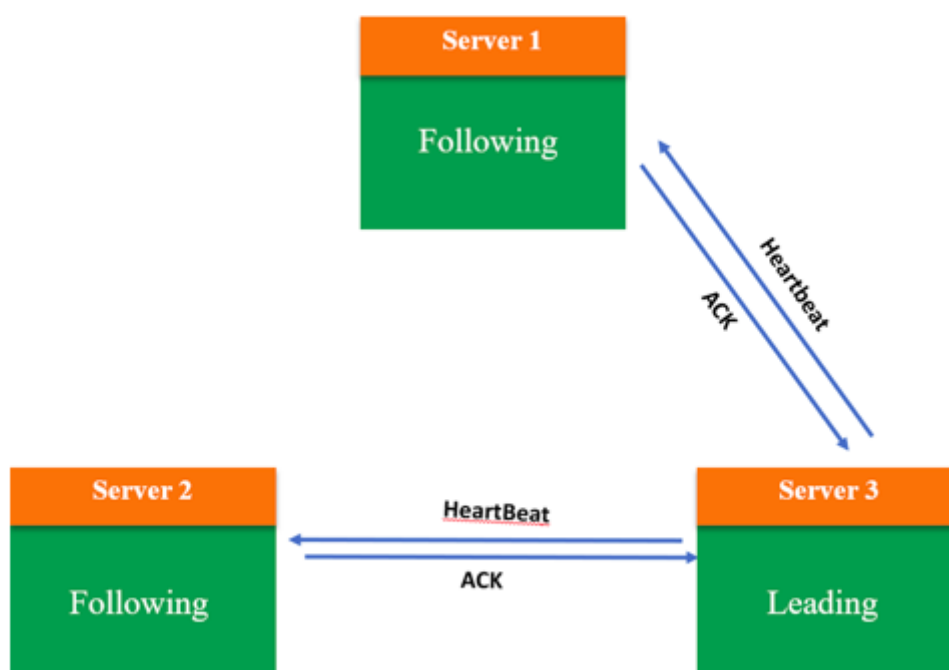 Server 1
Following
Heartbeat
ACK
Server 2
Following
HeartBeat
ACK
Server 3
Leading